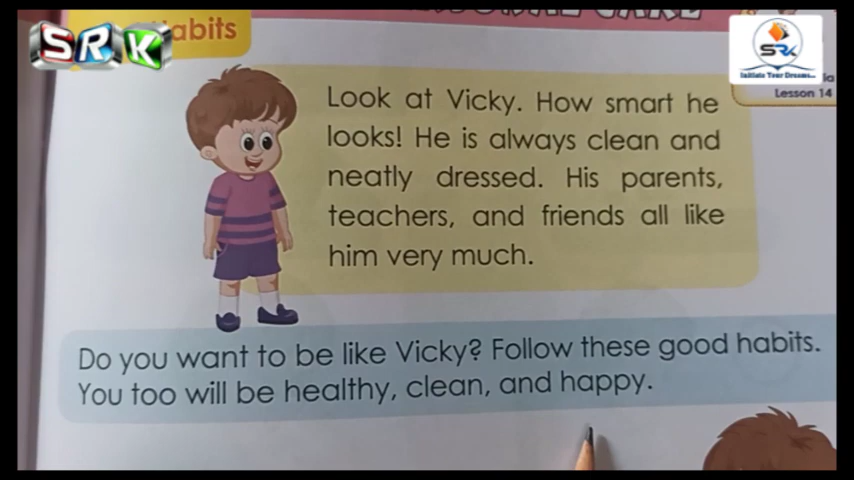 SRK
abits
SRK
Initiate Your Dreams...
Lesson 14
Look at Vicky. How smart he
looks! He is always clean and
neatly dressed. His parents,
teachers, and friends all like
him very much.
Do you want to be like Vicky? Follow these good habits.
You too will be healthy, clean, and happy.